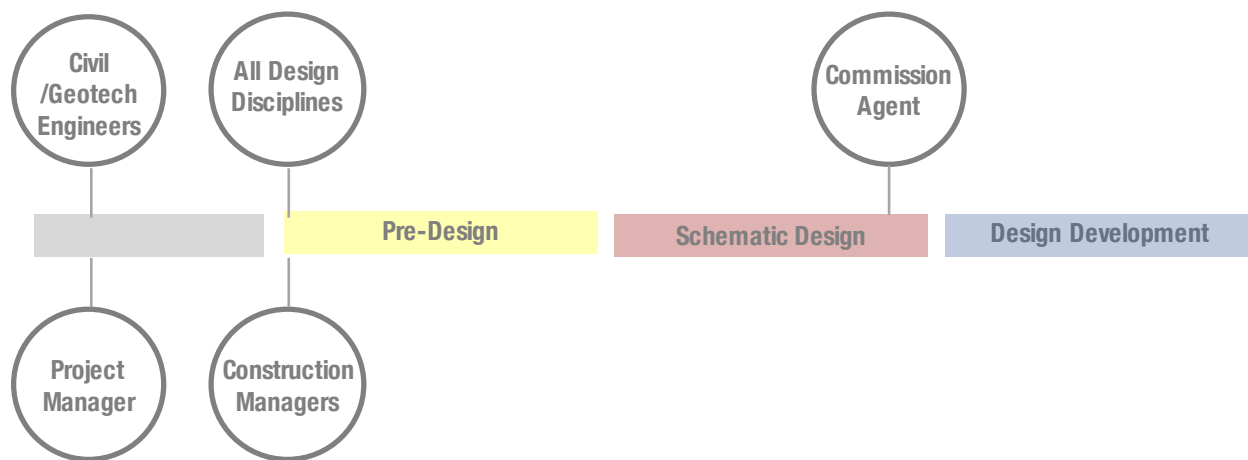 Civil
/Geotech
Engineers
All Design
Disciplines
Commission
Agent
Pre-Design
Schematic Design
Design Development
Project
Manager
Construction
Managers